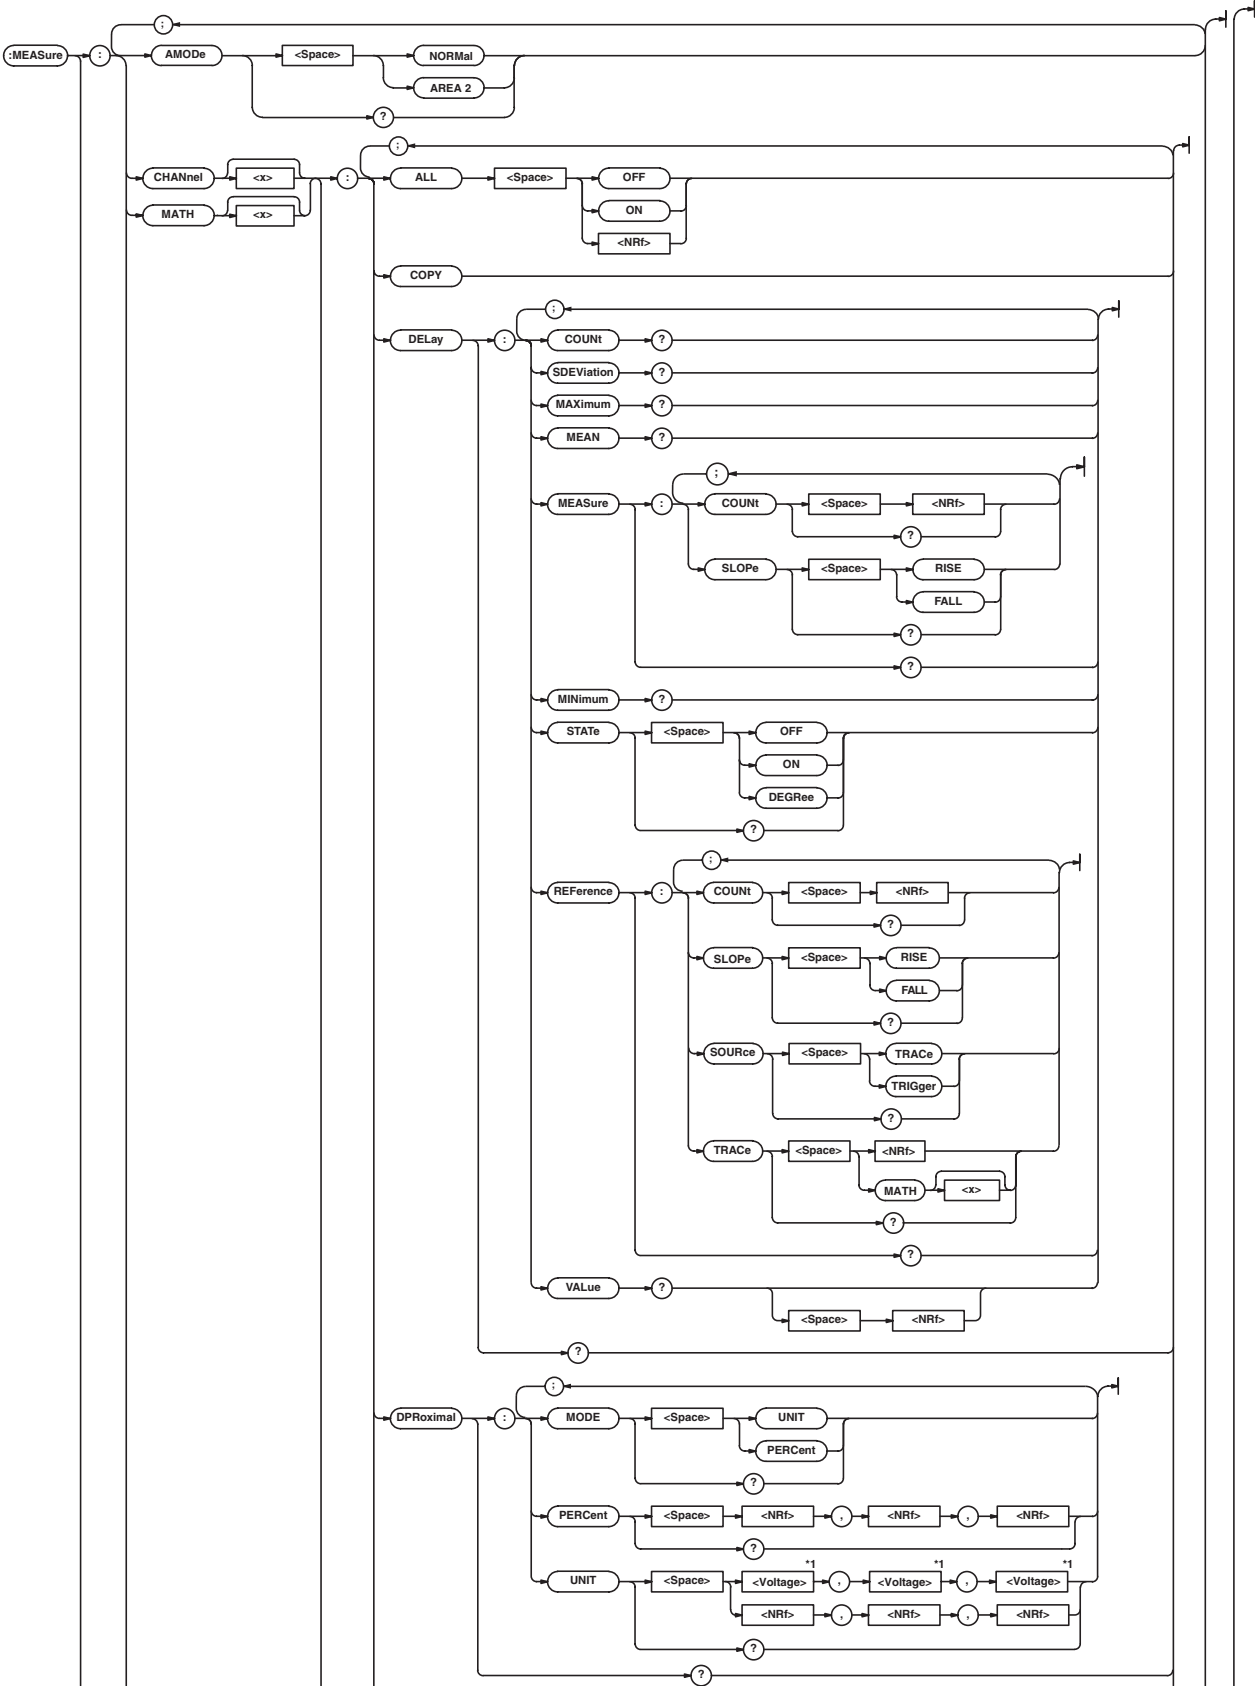 ;
:MEASure : AMODe <Space> NORMal
AREA 2
?
;
CHANnel <x> : ALL <Space> OFF
MATH <x> ON
<NRf>
COPY
;
DELay : COUNt ?
SDEViation ?
MAXimum ?
MEAN ?
;
MEASure : COUNt <Space> <NRf>
?
SLOPe <Space> RISE
FALL
?
?
MINimum ?
STATe <Space> OFF
ON
DEGRee
?
;
REFerence : COUNt <Space> <NRf>
?
SLOPe <Space> RISE
FALL
?
SOURce <Space> TRACe
TRIGger
?
TRACe <Space> <NRf>
MATH <x>
?
?
VALue ?
<Space> <NRf>
?
;
DPRoximal : MODE <Space> UNIT
PERCent
?
PERCent <Space> <NRf> , <NRf> , <NRf>
?
*1 *1 *1
UNIT <Space> <Voltage> , <Voltage> , <Voltage>
<NRf> , <NRf> , <NRf>
?
?